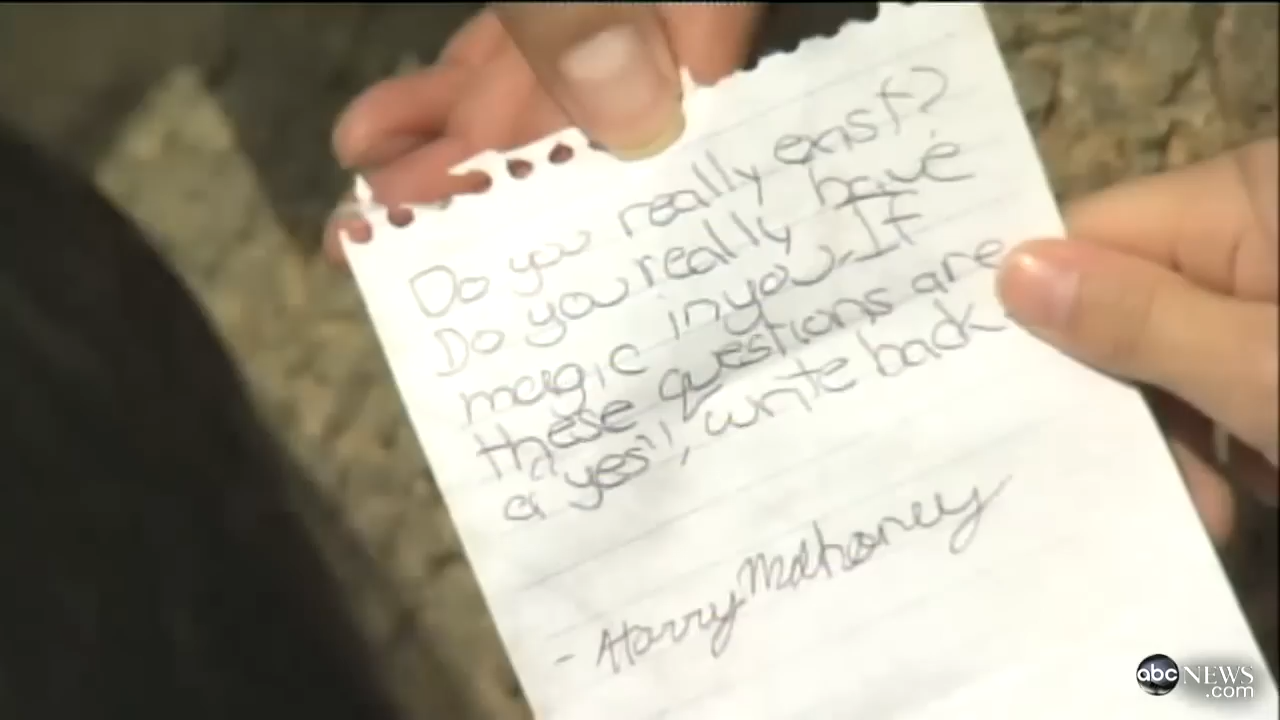 Do you really exist?
Do you really have
magic in you. If
these questions are
a "yes", write back
- Harry Mahoney
abc NEWS
.com